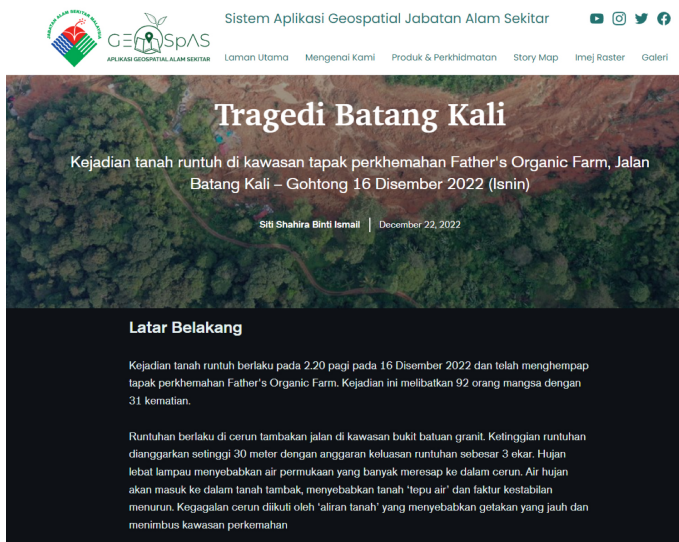 JABATAN ALAM SEKITAR MALAYSIA
GEOSPAS
APLIKASI GEOSPATIAL ALAM SEKITAR
Sistem Aplikasi Geospatial Jabatan Alam Sekitar
Laman Utama Mengenai Kami Produk & Perkhidmatan Story Map Imej Raster Galeri
Tragedi Batang Kali
Kejadian tanah runtuh di kawasan tapak perkhemahan Father's Organic Farm, Jalan
Batang Kali – Gohtong 16 Disember 2022 (Isnin)
Siti Shahira Binti Ismail | December 22, 2022
Latar Belakang
Kejadian tanah runtuh berlaku pada 2.20 pagi pada 16 Disember 2022 dan telah menghempap
tapak perkhemahan Father's Organic Farm. Kejadian ini melibatkan 92 orang mangsa dengan
31 kematian.
Runtuhan berlaku di cerun tambakan jalan di kawasan bukit batuan granit. Ketinggian runtuhan
dianggarkan setinggi 30 meter dengan anggaran keluasan runtuhan sebesar 3 ekar. Hujan
lebat lampau menyebabkan air permukaan yang banyak meresap ke dalam cerun. Air hujan
akan masuk ke dalam tanah tambak, menyebabkan tanah ‘tepu air’ dan faktur kestabilan
menurun. Kegagalan cerun diikuti oleh ‘aliran tanah’ yang menyebabkan getakan yang jauh dan
menimbus kawasan perkemahan